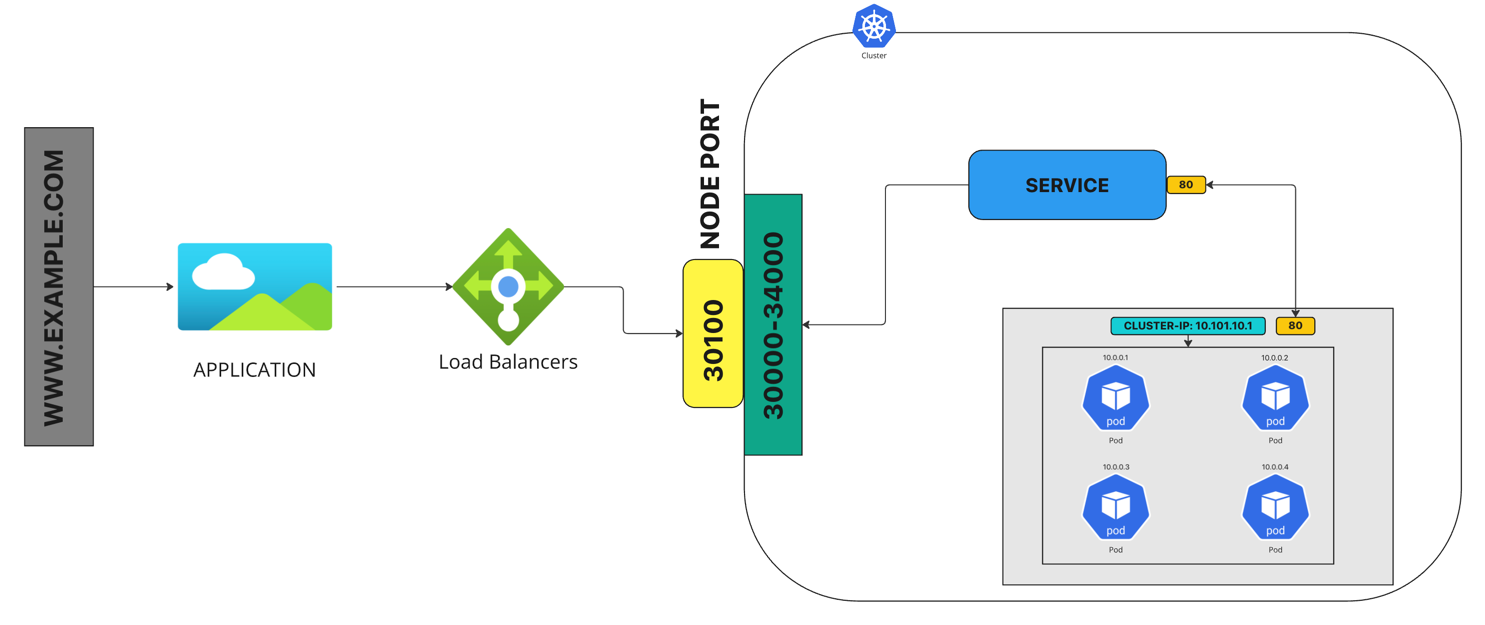 Cluster
WWW.EXAMPLE.COM
APPLICATION
Load Balancers
NODE PORT
30100
30000-34000
SERVICE
80
CLUSTER-IP: 10.101.10.1
80
10.0.0.1
pod
Pod
10.0.0.2
pod
Pod
10.0.0.3
pod
Pod
10.0.0.4
pod
Pod